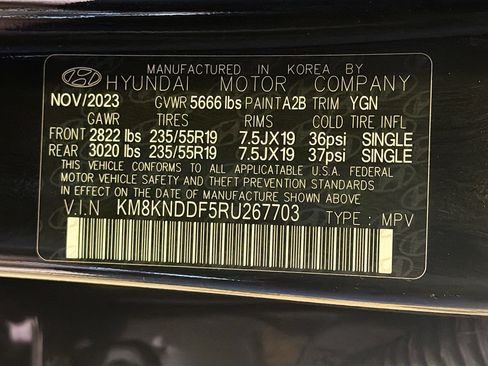 MANUFACTURED IN KOREA BY
HYUNDAI MOTOR COMPANY
NOV/2023 GVWR 5666 lbs PAINT A2B TRIM YGN
GAWR TIRES RIMS COLD TIRE INFL
FRONT 2822 lbs 235/55R19 7.5JX19 36psi SINGLE
REAR 3020 lbs 235/55R19 7.5JX19 37psi SINGLE
THIS VEHICLE CONFORMS TO ALL APPLICATABLE U.S.A. FEDERAL
MOTOR VEHICLE SAFETY AND THEFT PREVENTION STANDARDS
IN EFFECT ON THE DATE OF MANUFACTURE SHOWN ABOVE.
V.I.N KM8KNDDF5RU267703 TYPE : MPV